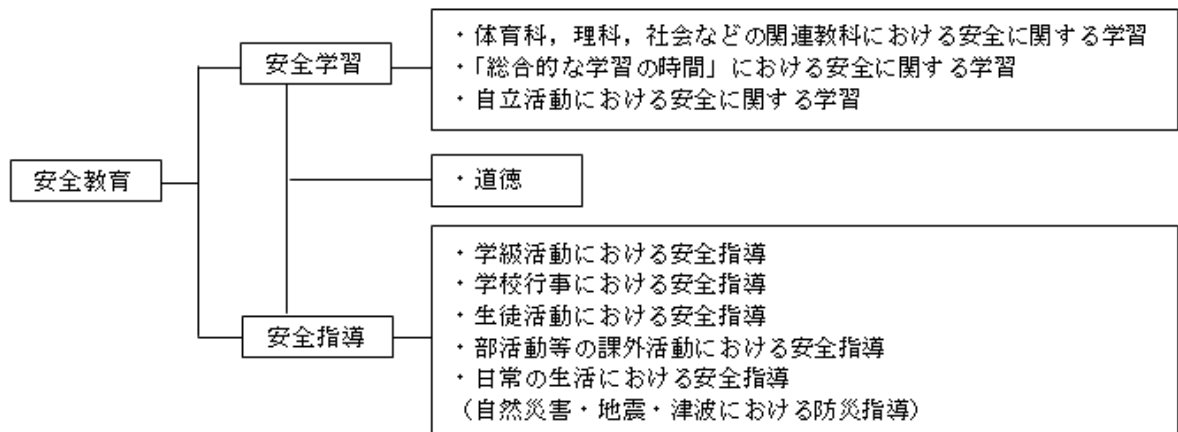 安全教育
安全学習
・体育科，理科，社会などの関連教科における安全に関する学習
・「総合的な学習の時間」における安全に関する学習
・自立活動における安全に関する学習
・道徳
安全指導
・学級活動における安全指導
・学校行事における安全指導
・生徒活動における安全指導
・部活動等の課外活動における安全指導
・日常の生活における安全指導
（自然災害・地震・津波における防災指導）